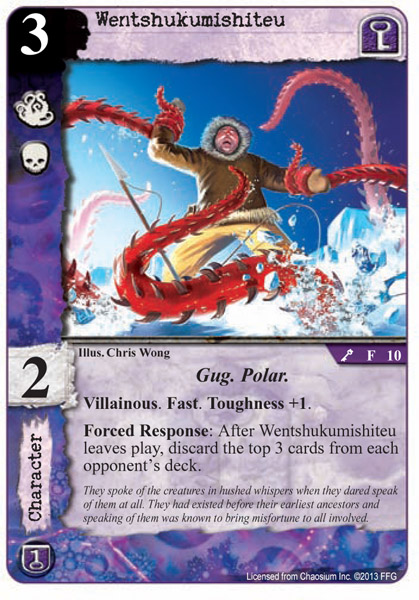 3
Wentshukumishiteu
Illus. Chris Wong
F 10
2
Gug. Polar.
Villainous. Fast. Toughness +1.
Forced Response: After Wentshukumishiteu
leaves play, discard the top 3 cards from each
opponent's deck.
They spoke of the creatures in hushed whispers when they dared speak
of them at all. They had existed before their earliest ancestors and
speaking of them was known to bring misfortune to all involved.
Character
1
Licensed from Chaosium Inc. ©2013 FFG